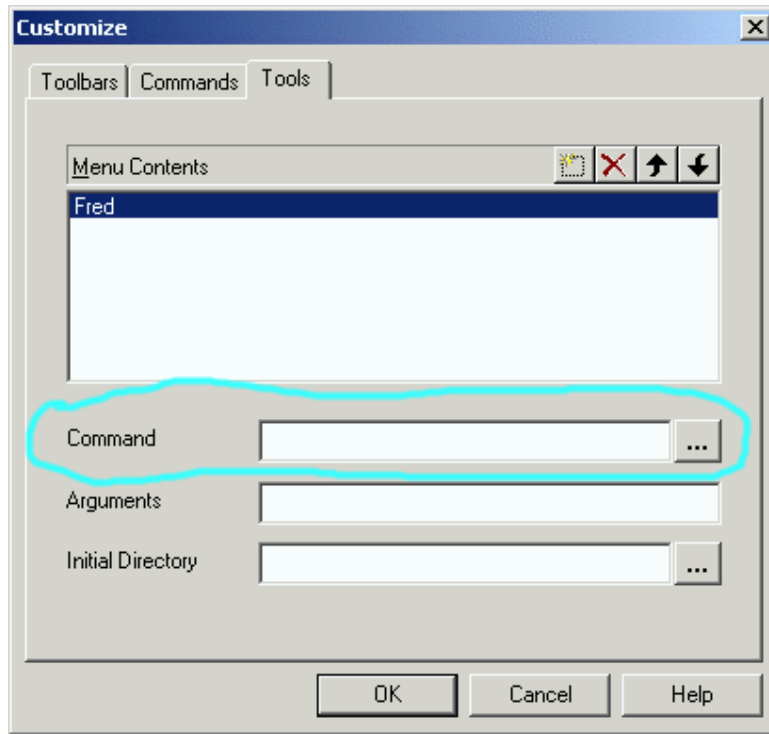 Customize
Toolbars Commands Tools
Menu Contents
Fred
Command ...
Arguments
Initial Directory ...
OK Cancel Help